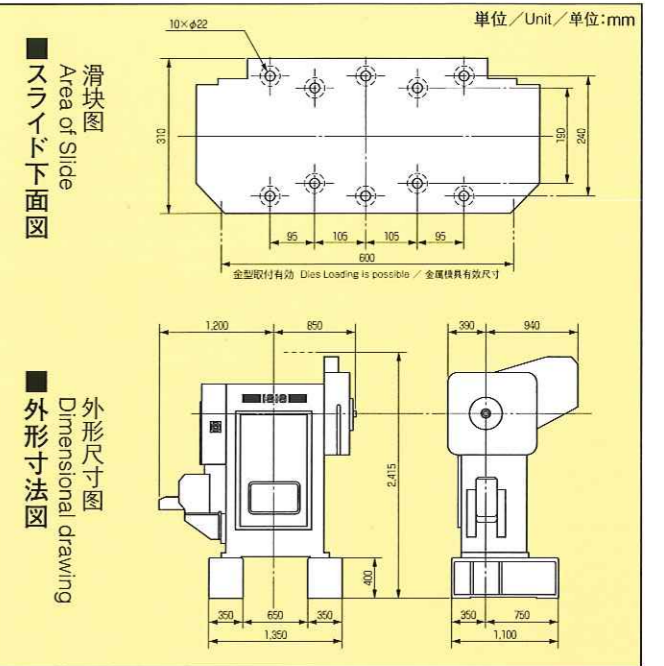 単位／Unit／单位:mm
■スライド下面図
Area of Slide
滑块图
10×φ22
310
190
240
95
105
105
95
600
金型取付有効 Dies Loading is possible ／ 金属模具有效尺寸
■外形寸法図
Dimensional drawing
外形尺寸图
1,200
850
2,415
400
350
650
350
1,350
390
940
350
750
1,100